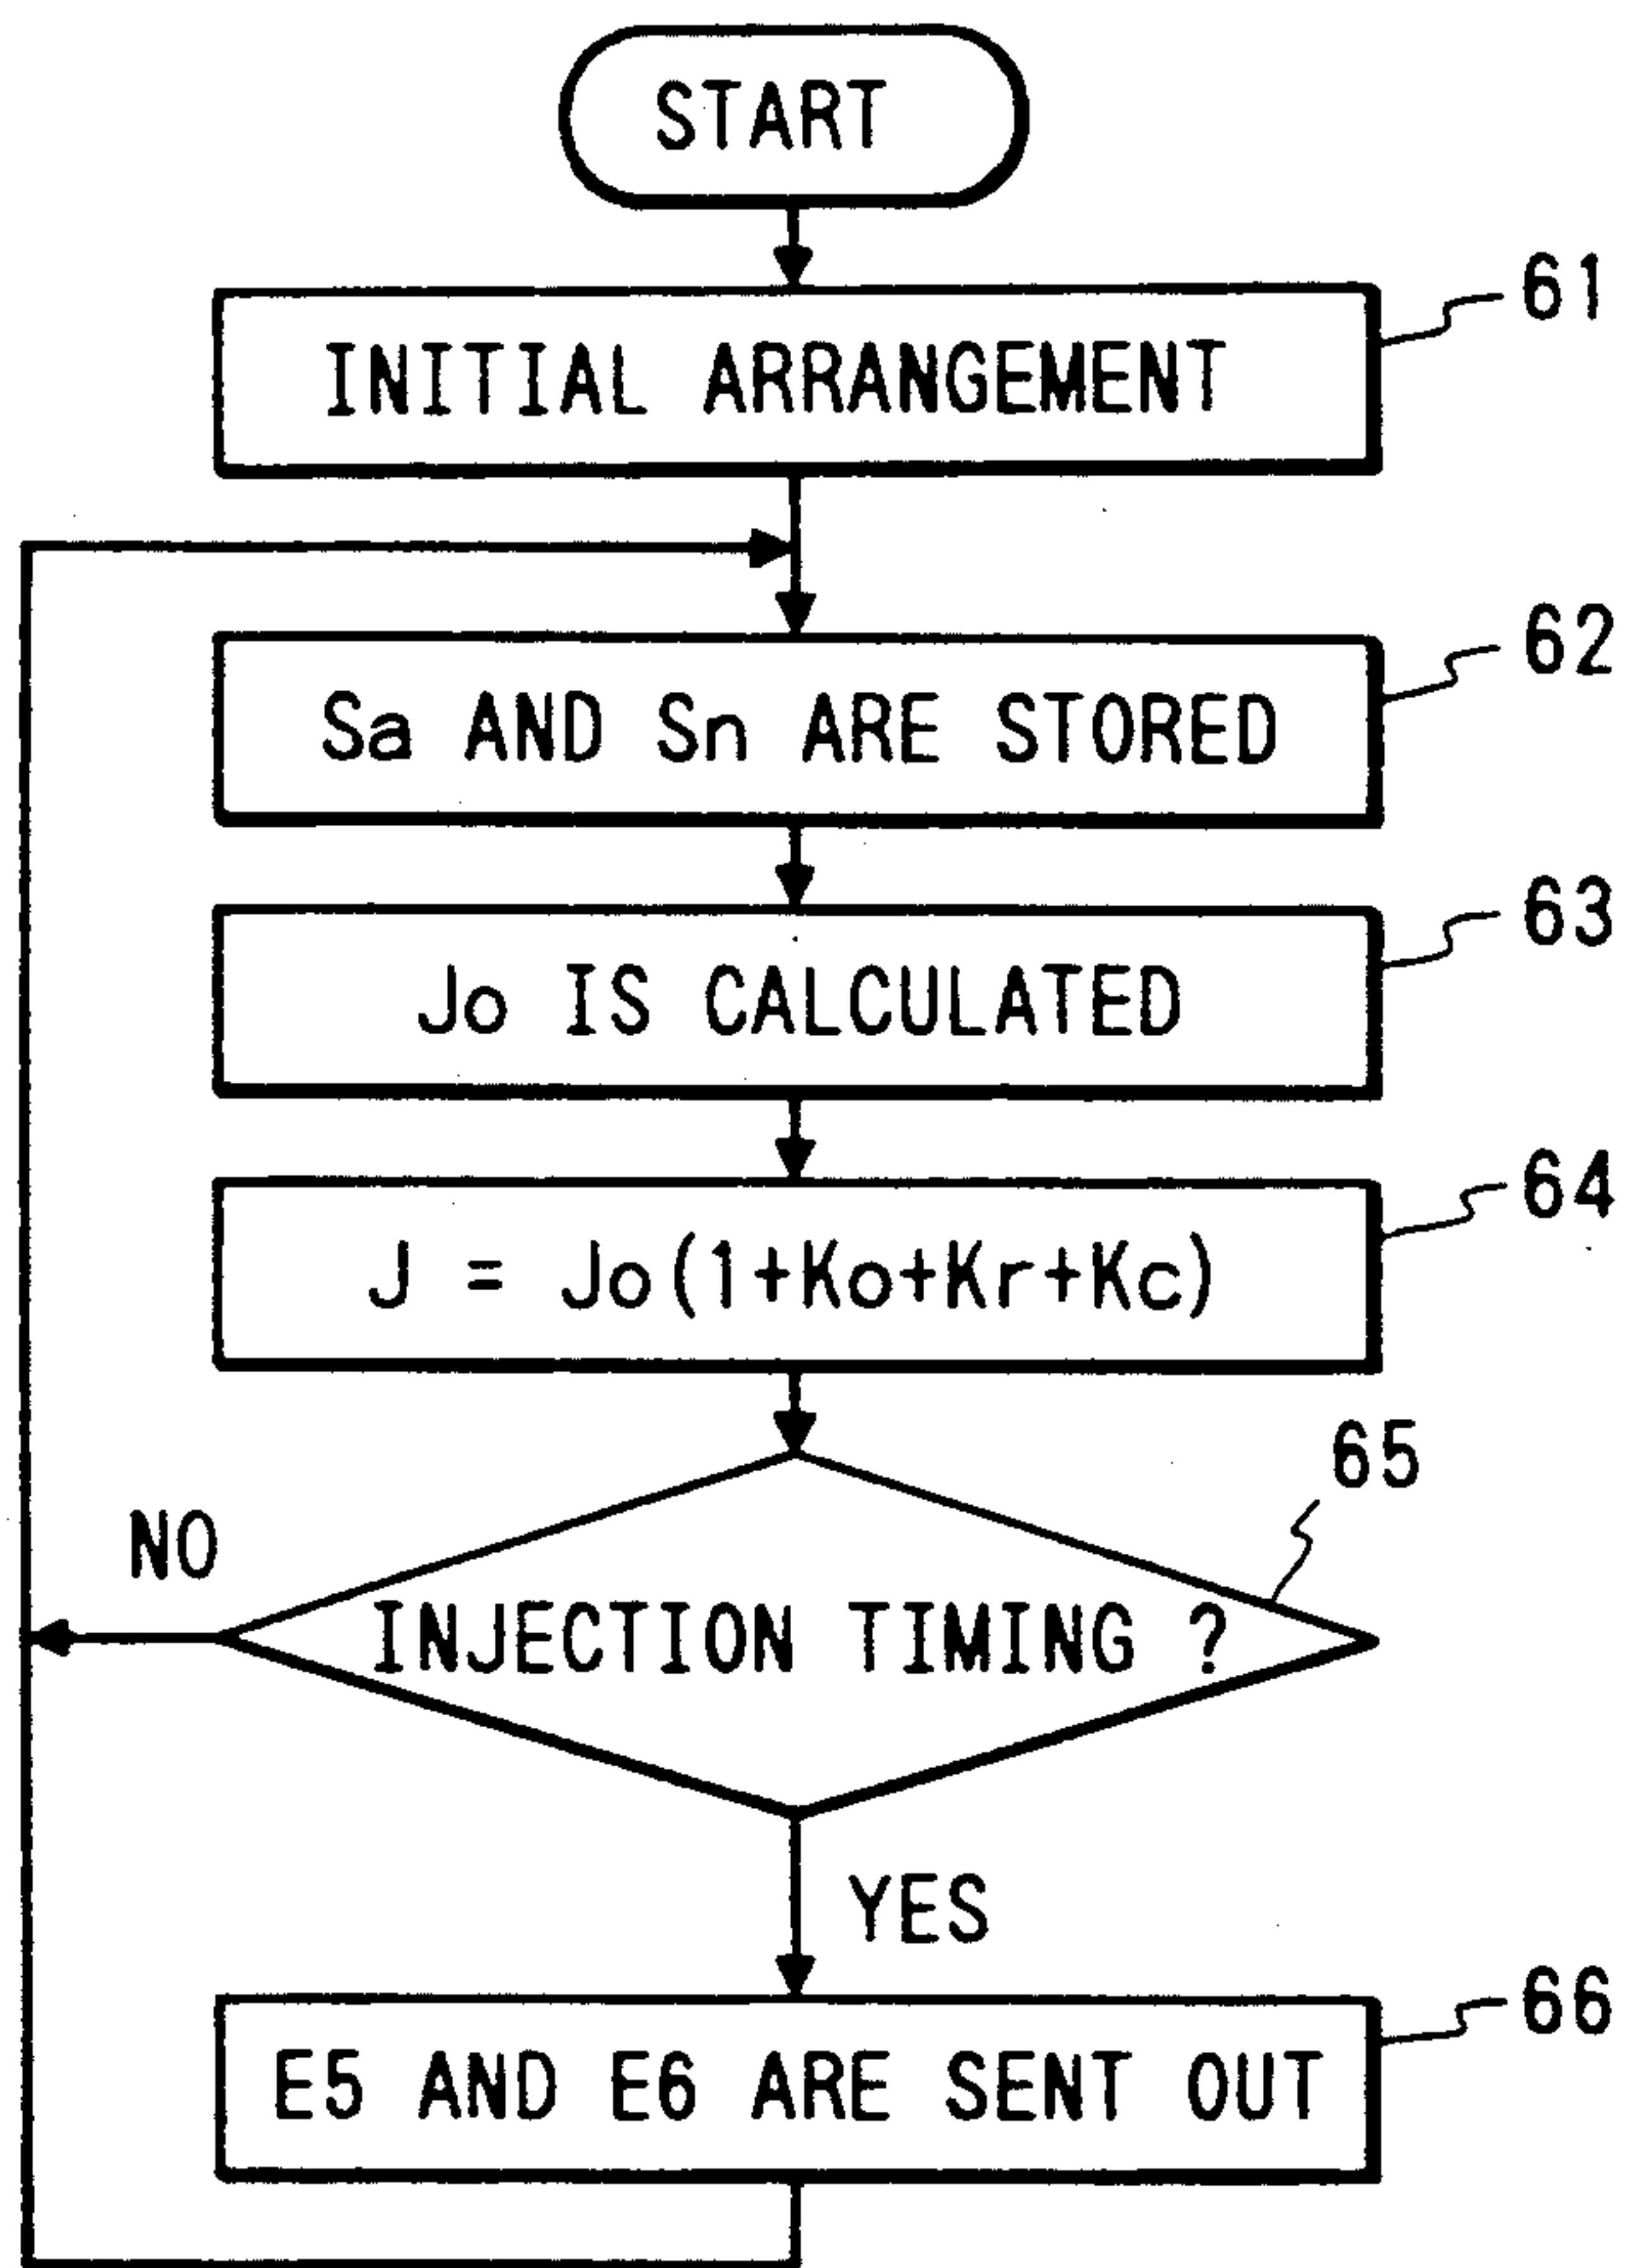 START
61
INITIAL ARRANGEMENT
62
Sa AND Sn ARE STORED
63
Jo IS CALCULATED
64
J = Jo(1+Ko+Kr+Kc)
65
NO
INJECTION TIMING ?
YES
66
E5 AND E6 ARE SENT OUT